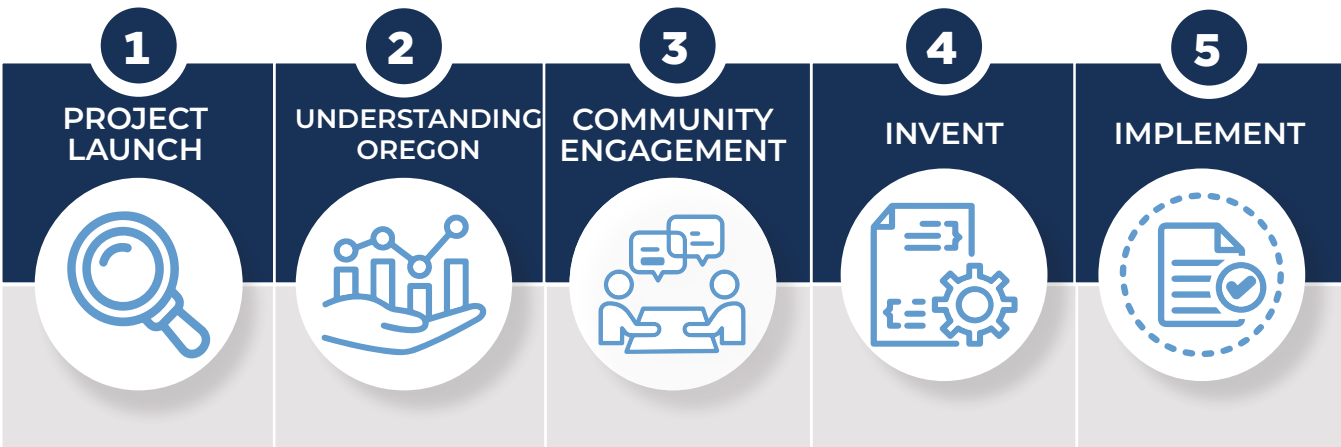 1
PROJECT
LAUNCH
2
UNDERSTANDING
OREGON
3
COMMUNITY
ENGAGEMENT
4
INVENT
5
IMPLEMENT